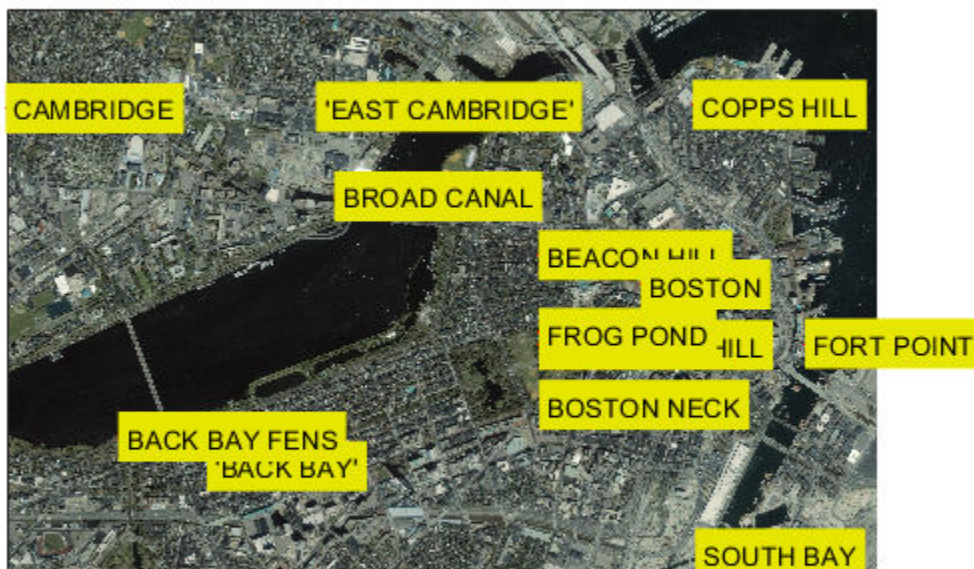 CAMBRIDGE
'EAST CAMBRIDGE'
COPPS HILL
BROAD CANAL
BEACON HILL
BOSTON
FROG POND
HILL
FORT POINT
BOSTON NECK
BACK BAY FENS
'BACK BAY'
SOUTH BAY